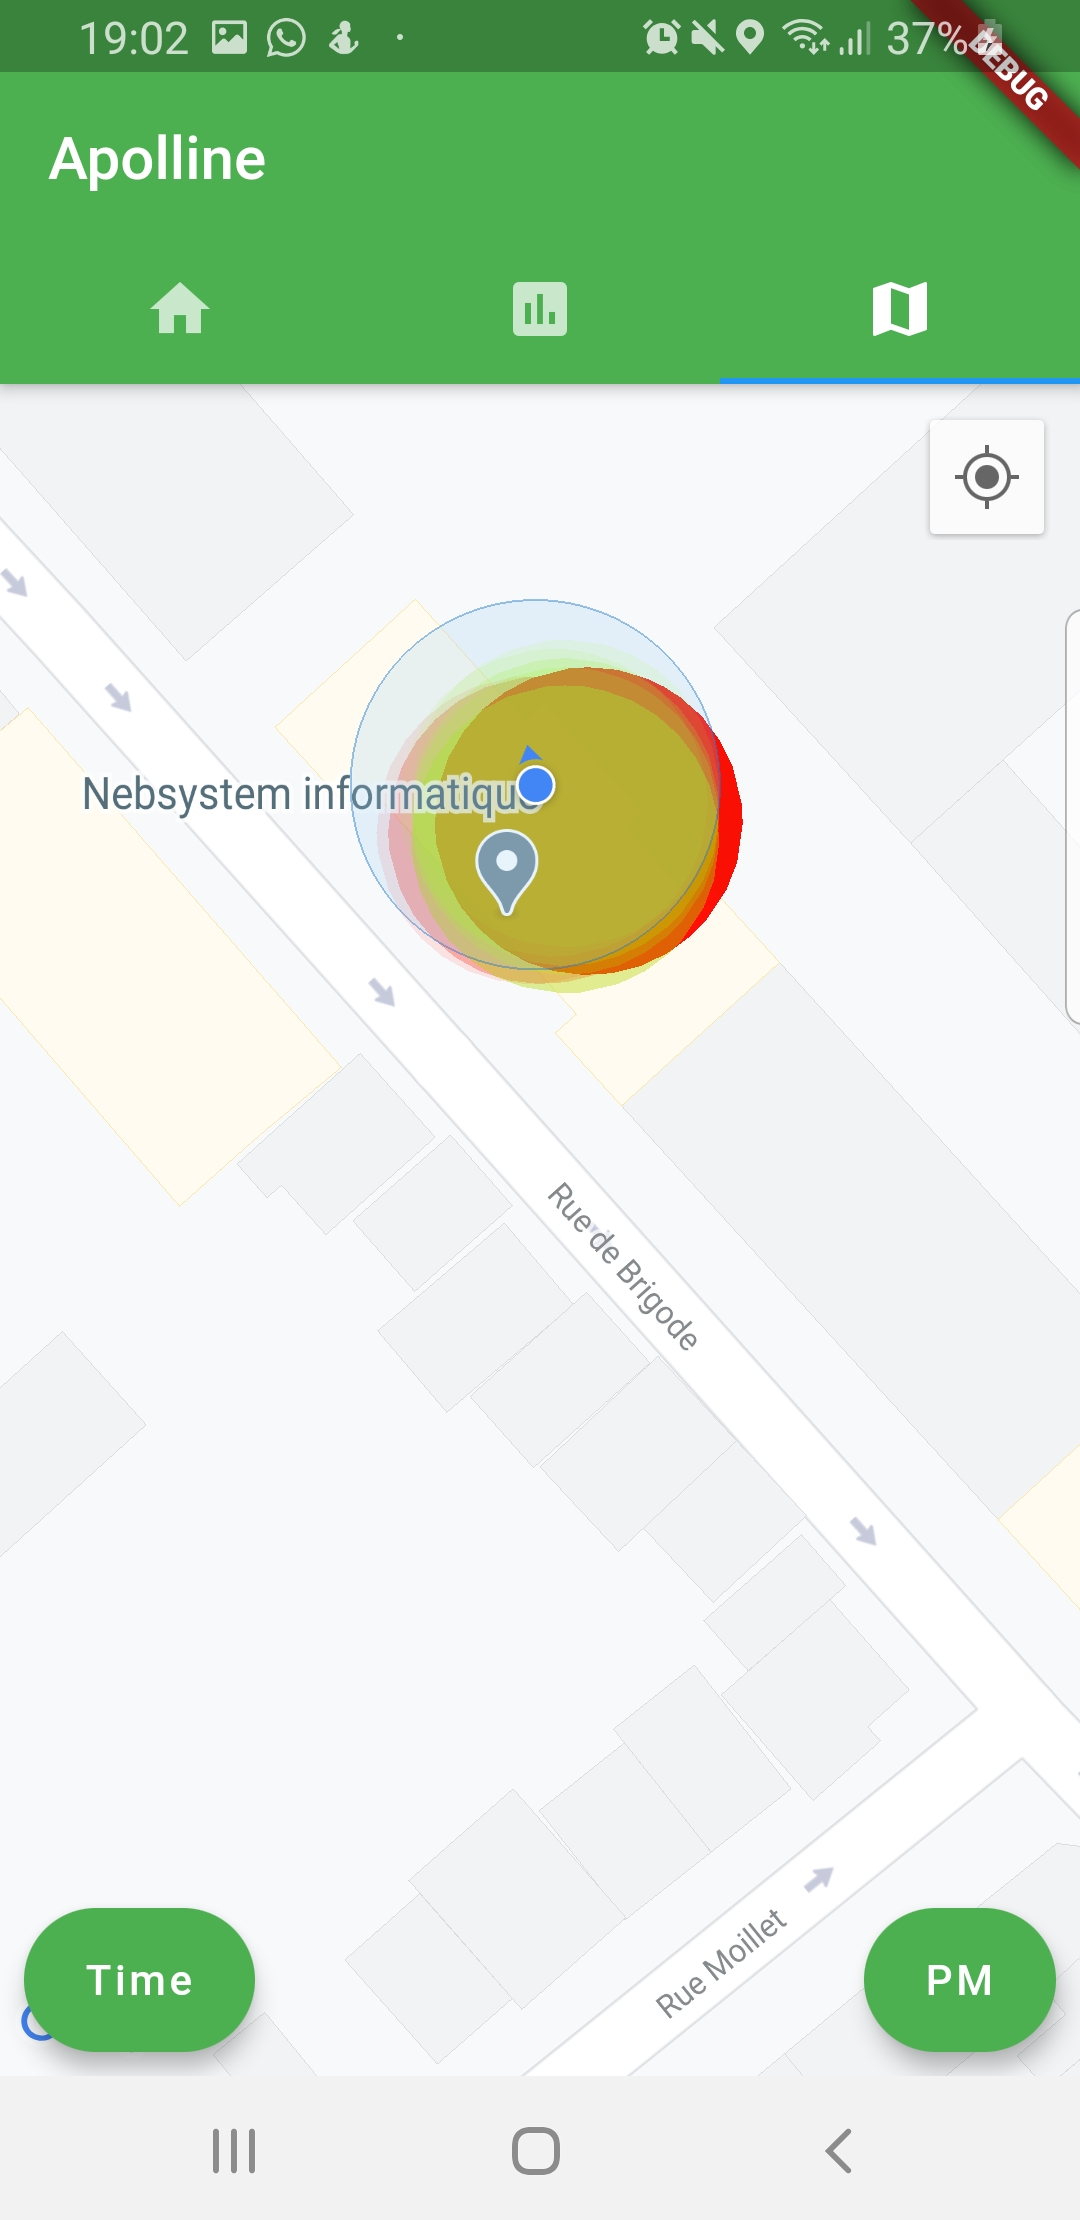 19:02
37%
DEBUG
Apolline
Nebsystem informatique
Rue de Brigode
Rue Moillet
Time
PM